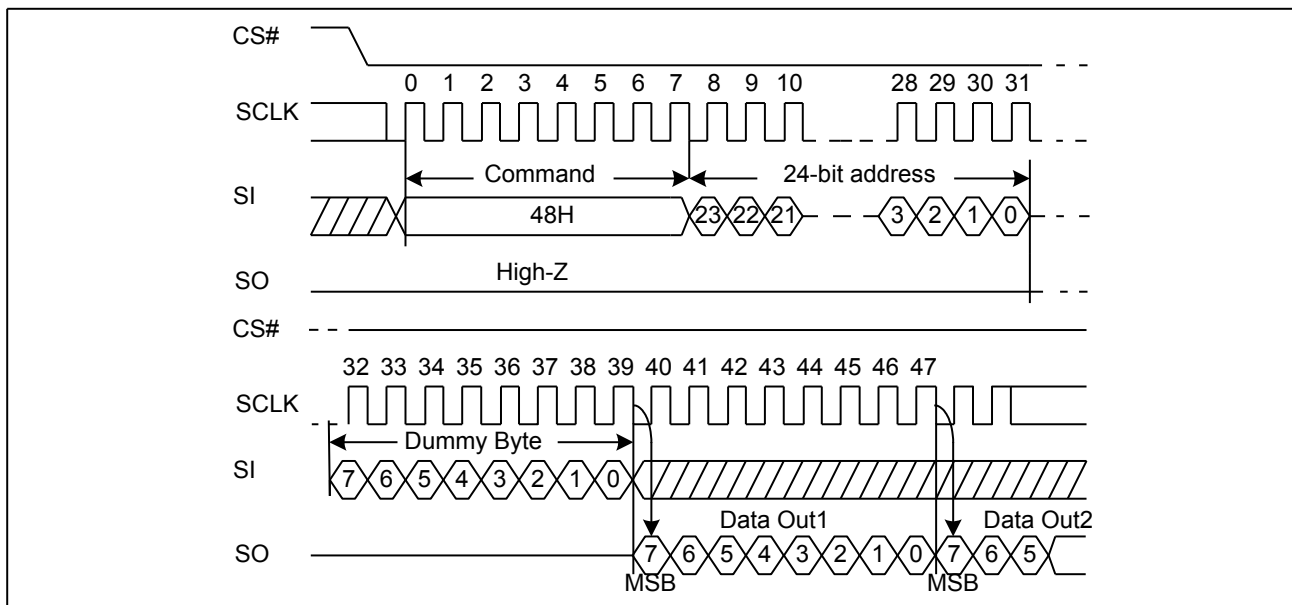 CS#
0 1 2 3 4 5 6 7 8 9 10 28 29 30 31
SCLK
Command 24-bit address
SI
48H 23 22 21 3 2 1 0
High-Z
SO
CS#
32 33 34 35 36 37 38 39 40 41 42 43 44 45 46 47
SCLK
Dummy Byte
SI
7 6 5 4 3 2 1 0
Data Out1 Data Out2
SO
7 6 5 4 3 2 1 0 7 6 5
MSB MSB